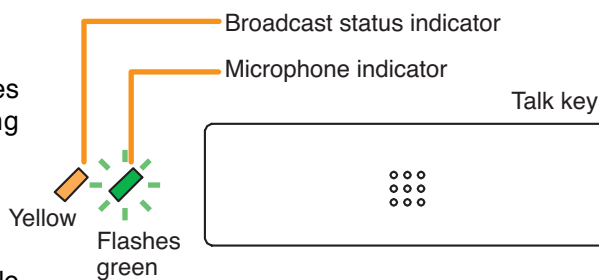 Broadcast status indicator
Microphone indicator
Talk key
Yellow
Flashes
green